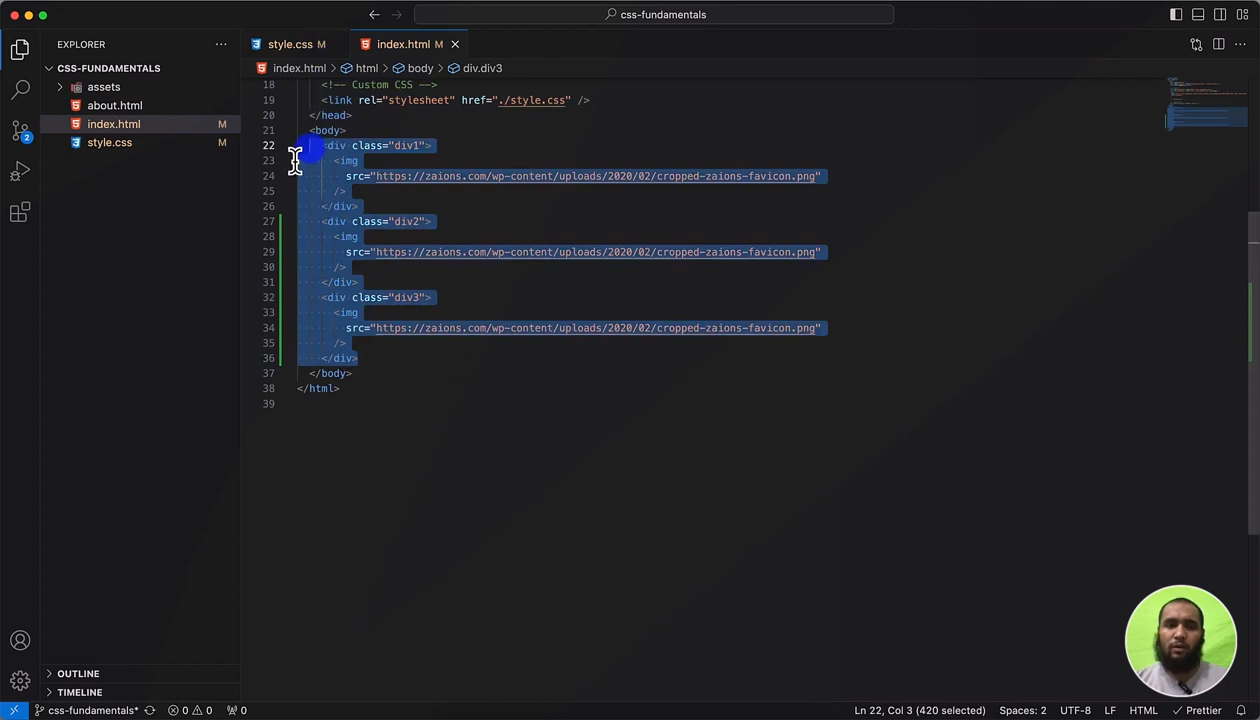 css-fundamentals
EXPLORER
style.css M
index.html M
CSS-FUNDAMENTALS
index.html > html > body > div.div3
assets
about.html
index.html M
style.css M
2
18 <!-- Custom CSS -->
19 <link rel="stylesheet" href="./style.css" />
20 </head>
21 <body>
22 <div class="div1">
23 <img
24 src="https://zaions.com/wp-content/uploads/2020/02/cropped-zaions-favicon.png"
25 />
26 </div>
27 <div class="div2">
28 <img
29 src="https://zaions.com/wp-content/uploads/2020/02/cropped-zaions-favicon.png"
30 />
31 </div>
32 <div class="div3">
33 <img
34 src="https://zaions.com/wp-content/uploads/2020/02/cropped-zaions-favicon.png"
35 />
36 </div>
37 </body>
38 </html>
39
OUTLINE
TIMELINE
css-fundamentals* 0 0 0 Ln 22, Col 3 (420 selected) Spaces: 2 UTF-8 LF HTML Prettier